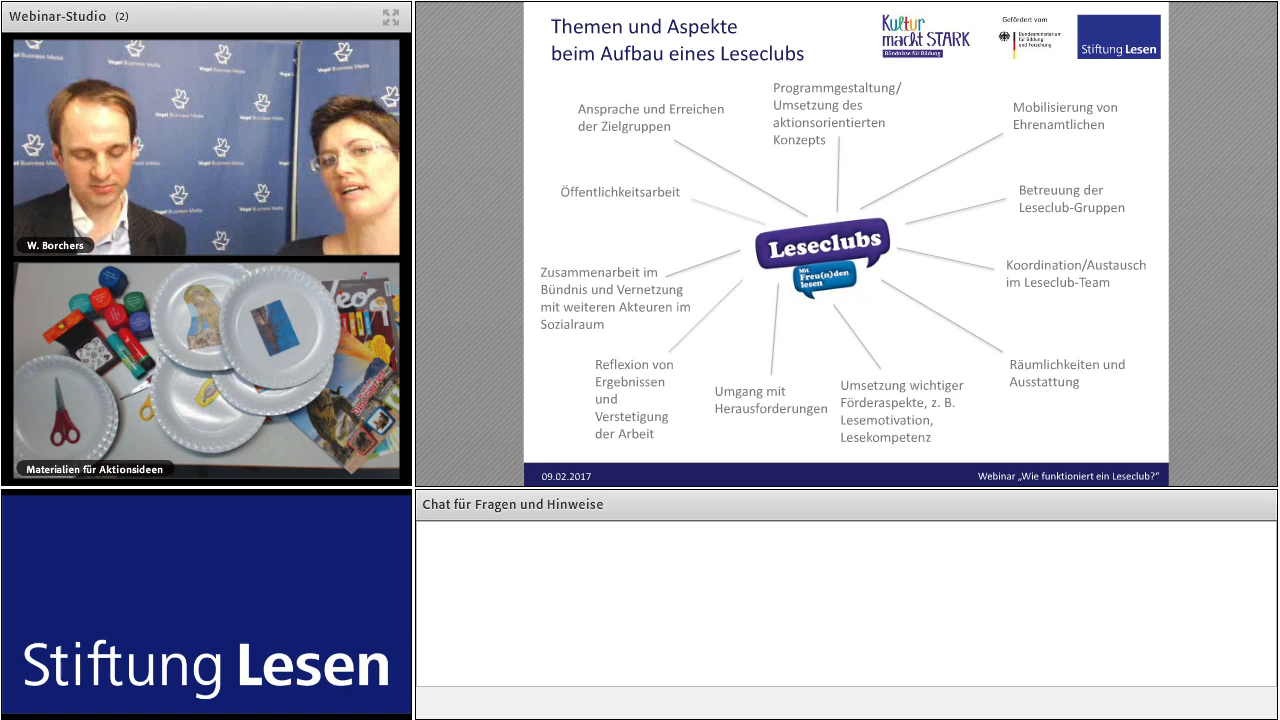 Webinar-Studio (2)
Vogel Business Media
W. Borchers
Materialien für Aktionsideen
Stiftung Lesen
Themen und Aspekte
beim Aufbau eines Leseclubs
Kultur
macht STARK
Bündnisse für Bildung
Gefördert vom
Bundesministerium
für Bildung
und Forschung
Stiftung Lesen
Ansprache und Erreichen
der Zielgruppen
Programmgestaltung/
Umsetzung des
aktionsorientierten
Konzepts
Mobilisierung von
Ehrenamtlichen
Öffentlichkeitsarbeit
Betreuung der
Leseclub-Gruppen
Leseclubs
Mit
Freu(n)den
lesen
Zusammenarbeit im
Bündnis und Vernetzung
mit weiteren Akteuren im
Sozialraum
Koordination/Austausch
im Leseclub-Team
Reflexion von
Ergebnissen
und
Verstetigung
der Arbeit
Umgang mit
Herausforderungen
Umsetzung wichtiger
Förderaspekte, z. B.
Lesemotivation,
Lesekompetenz
Räumlichkeiten und
Ausstattung
09.02.2017
Webinar „Wie funktioniert ein Leseclub?“
Chat für Fragen und Hinweise